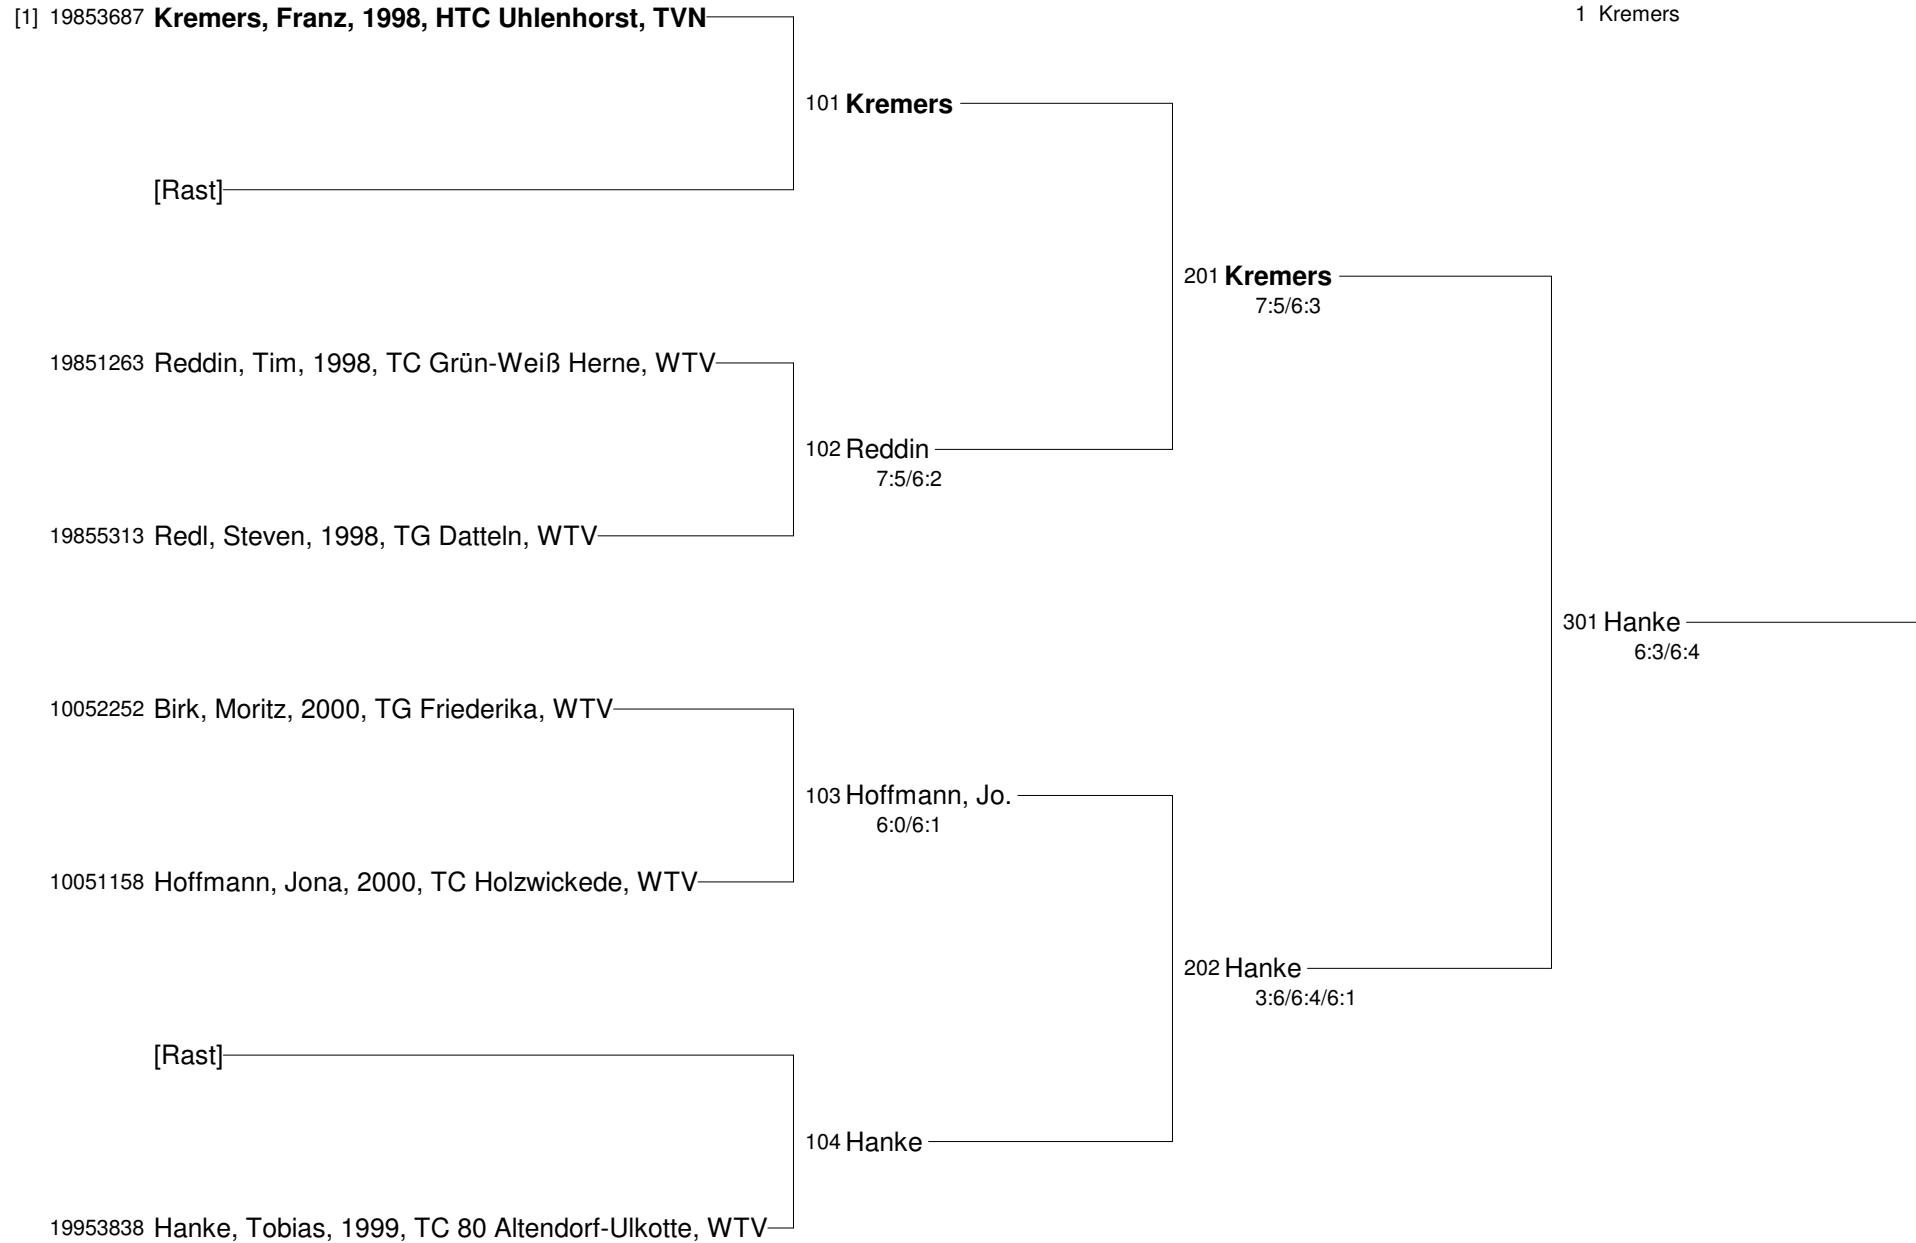 [1] 19853687 Kremers, Franz, 1998, HTC Uhlenhorst, TVN
1 Kremers
101 Kremers
[Rast]
201 Kremers
7:5/6:3
19851263 Reddin, Tim, 1998, TC Grün-Weiß Herne, WTV
102 Reddin
7:5/6:2
19855313 Redl, Steven, 1998, TG Datteln, WTV
301 Hanke
6:3/6:4
10052252 Birk, Moritz, 2000, TG Friederika, WTV
103 Hoffmann, Jo.
6:0/6:1
10051158 Hoffmann, Jona, 2000, TC Holzwickede, WTV
202 Hanke
3:6/6:4/6:1
[Rast]
104 Hanke
19953838 Hanke, Tobias, 1999, TC 80 Altendorf-Ulkotte, WTV